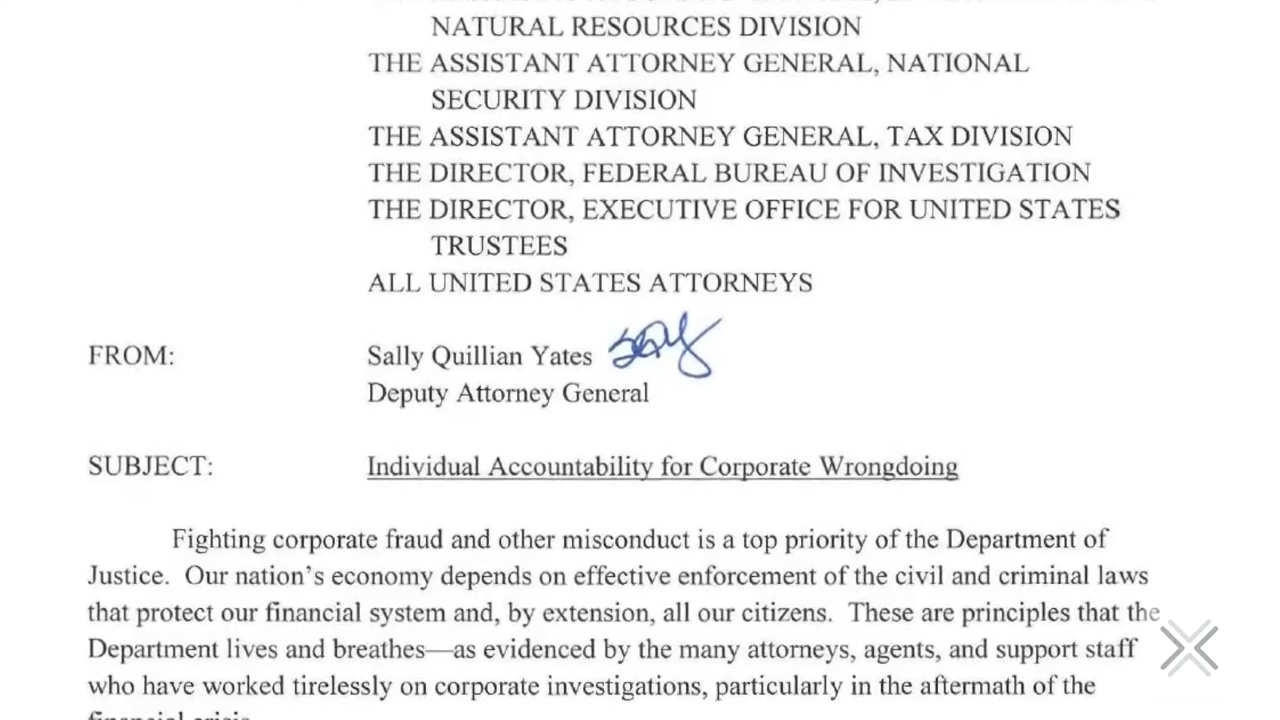 NATURAL RESOURCES DIVISION
THE ASSISTANT ATTORNEY GENERAL, NATIONAL
SECURITY DIVISION
THE ASSISTANT ATTORNEY GENERAL, TAX DIVISION
THE DIRECTOR, FEDERAL BUREAU OF INVESTIGATION
THE DIRECTOR, EXECUTIVE OFFICE FOR UNITED STATES
TRUSTEES
ALL UNITED STATES ATTORNEYS
FROM: Sally Quillian Yates
Deputy Attorney General
SUBJECT: Individual Accountability for Corporate Wrongdoing
Fighting corporate fraud and other misconduct is a top priority of the Department of
Justice. Our nation's economy depends on effective enforcement of the civil and criminal laws
that protect our financial system and, by extension, all our citizens. These are principles that the
Department lives and breathes—as evidenced by the many attorneys, agents, and support staff
who have worked tirelessly on corporate investigations, particularly in the aftermath of the
financial crisis.